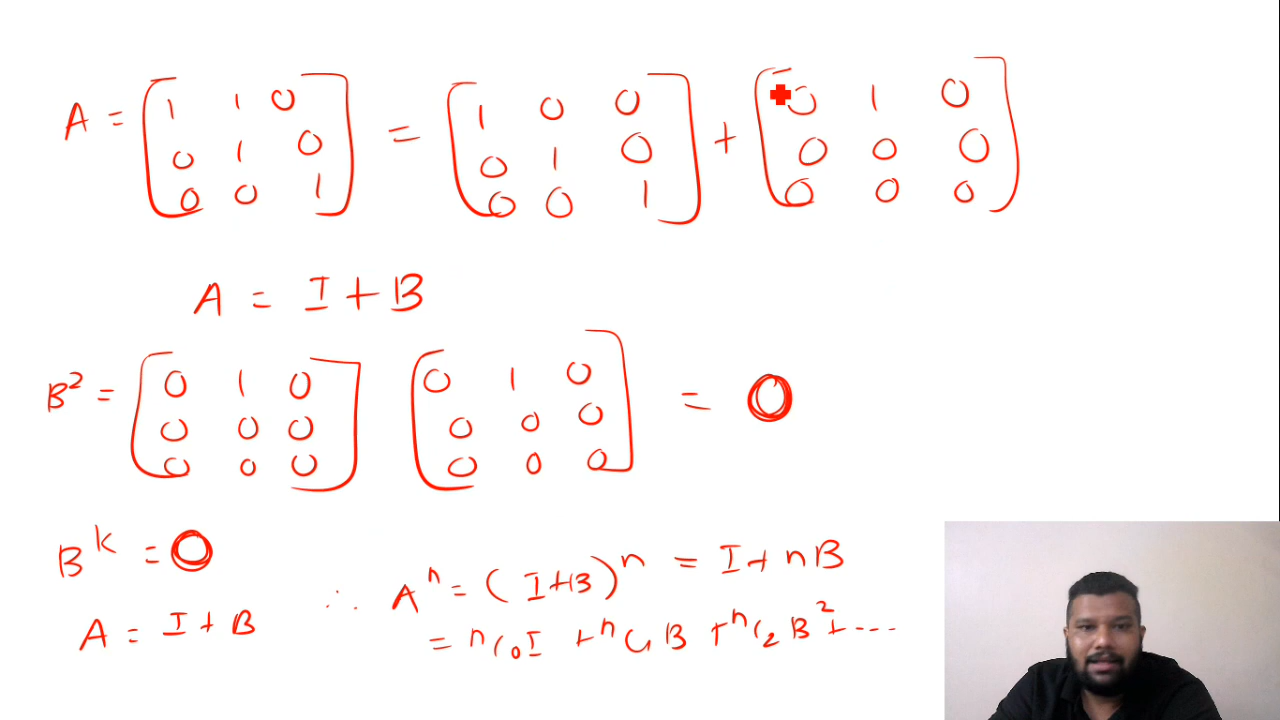 A = [1 1 0 = [1 0 0 + [0 1 0
0 1 0 0 1 0 0 0 0
0 0 1] 0 0 1] 0 0 0]
A = I + B
B² = [0 1 0 [0 1 0 = O
0 0 0 0 0 0
0 0 0] 0 0 0]
B^k = O
A = I + B
∴ Aⁿ = (I+B)ⁿ = I + nB
= ⁿC₀I + ⁿC₁B + ⁿC₂B² + ---